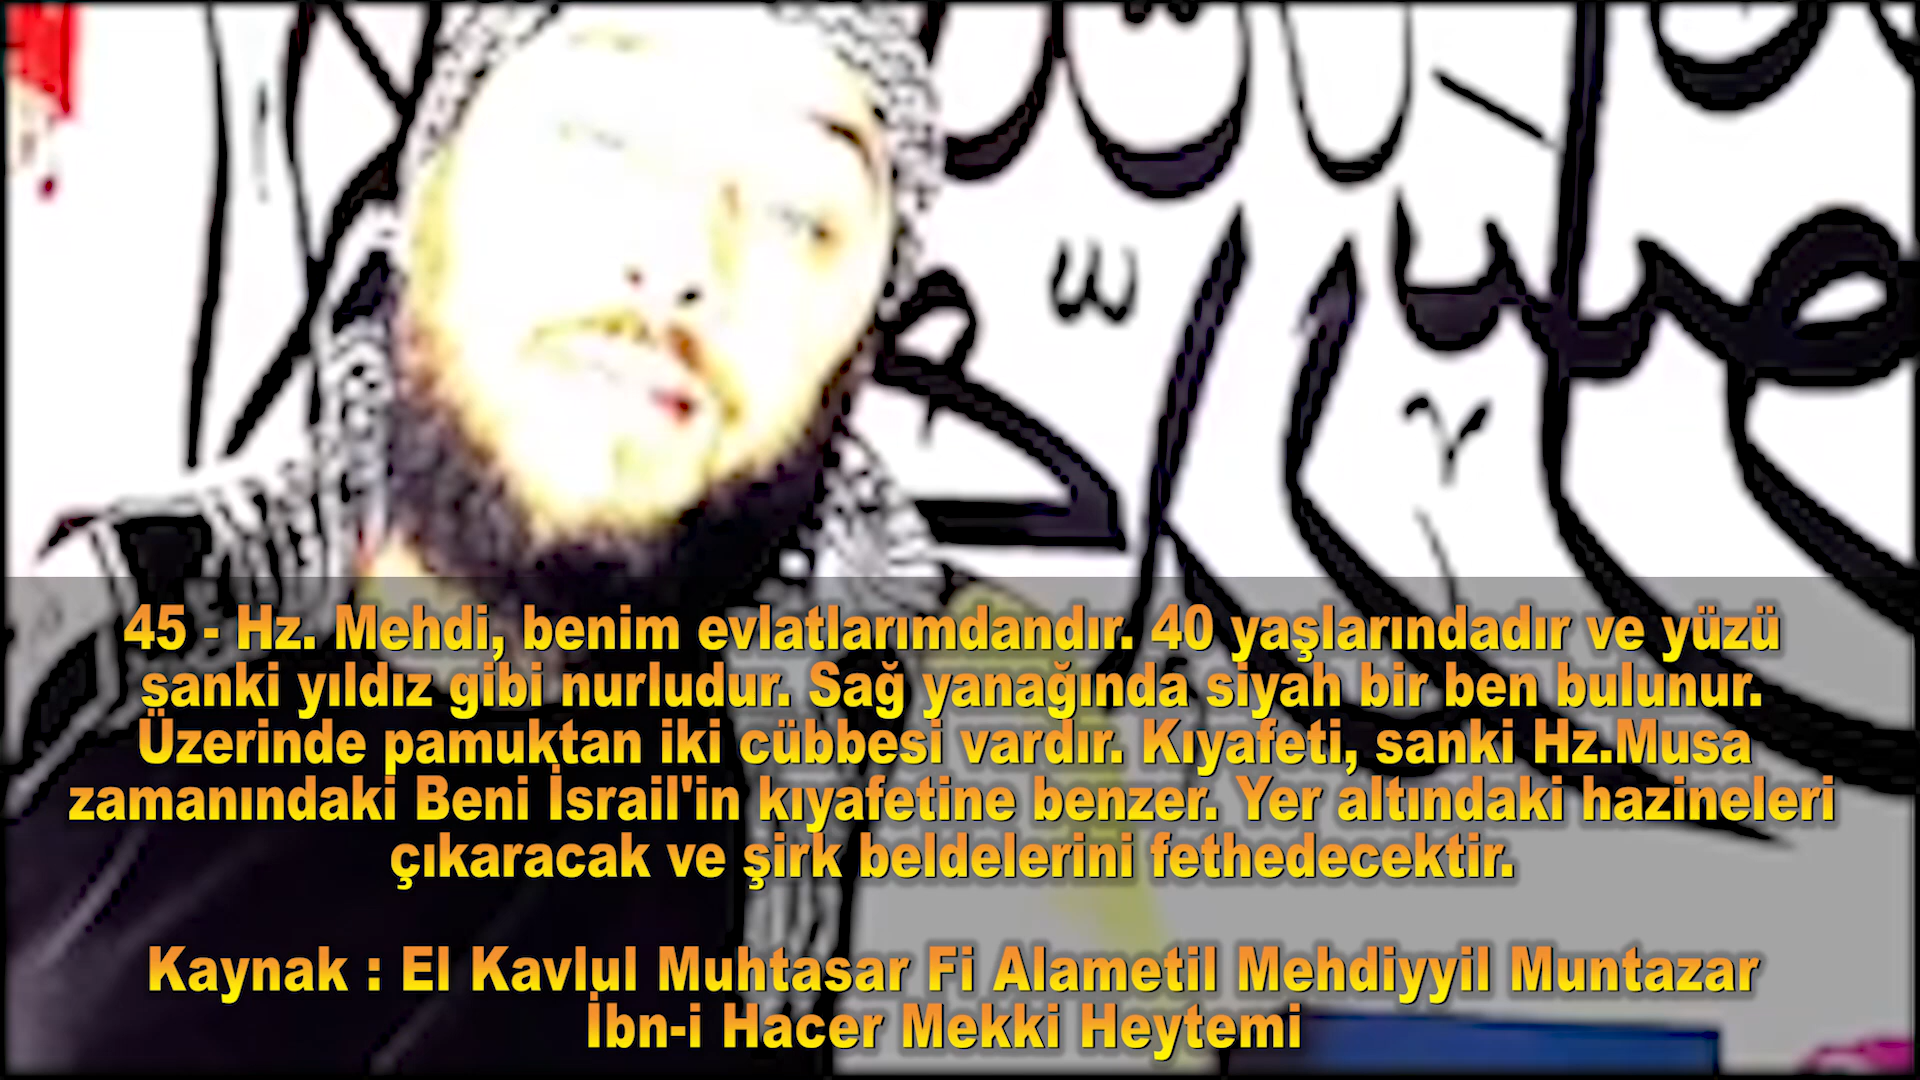 45 - Hz. Mehdi, benim evlatlarımdandır. 40 yaşlarındadır ve yüzü
sanki yıldız gibi nurludur. Sağ yanağında siyah bir ben bulunur.
Üzerinde pamuktan iki cübbesi vardır. Kıyafeti, sanki Hz.Musa
zamanındaki Beni İsrail'in kıyafetine benzer. Yer altındaki hazineleri
çıkaracak ve şirk beldelerini fethedecektir.
Kaynak : El Kavlul Muhtasar Fi Alametil Mehdiyyil Muntazar
İbn-i Hacer Mekki Heytemi